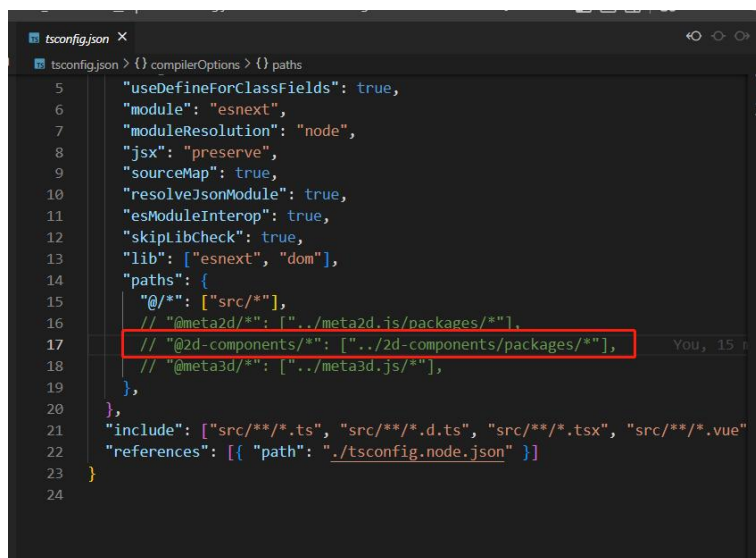 tsconfig.json
tsconfig.json > {} compilerOptions > {} paths
5 "useDefineForClassFields": true,
6 "module": "esnext",
7 "moduleResolution": "node",
8 "jsx": "preserve",
9 "sourceMap": true,
10 "resolveJsonModule": true,
11 "esModuleInterop": true,
12 "skipLibCheck": true,
13 "lib": ["esnext", "dom"],
14 "paths": {
15 "@/*": ["src/*"],
16 // "@meta2d/*": ["../meta2d.js/packages/*"],
17 // "@2d-components/*": ["../2d-components/packages/*"], You, 15 m
18 // "@meta3d/*": ["../meta3d.js/*"],
19 },
20 },
21 "include": ["src/**/*.ts", "src/**/*.d.ts", "src/**/*.tsx", "src/**/*.vue"
22 "references": [{ "path": "./tsconfig.node.json" }]
23 }
24